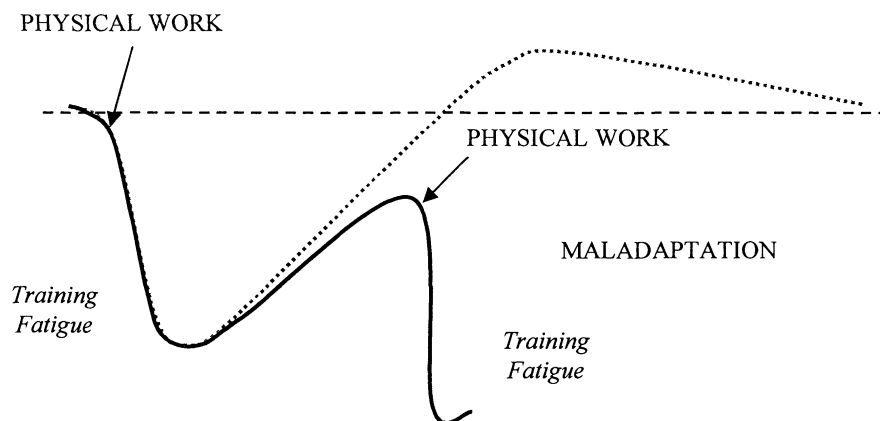 PHYSICAL WORK
PHYSICAL WORK
MALADAPTATION
Training
Fatigue
Training
Fatigue